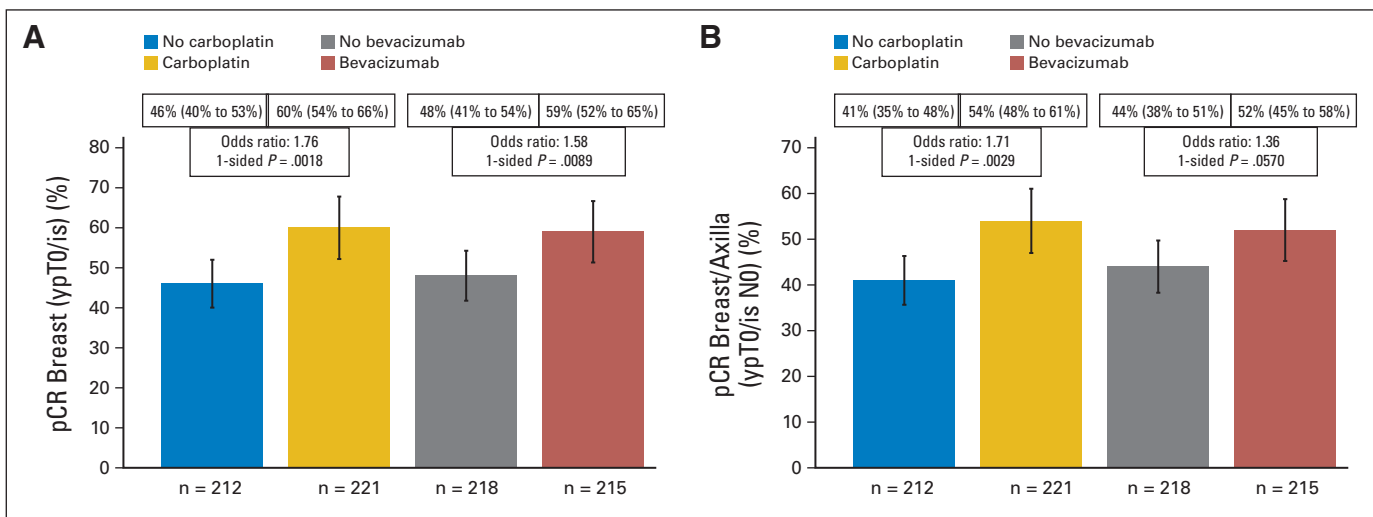 A
No carboplatin No bevacizumab
Carboplatin Bevacizumab
46% (40% to 53%) 60% (54% to 66%) 48% (41% to 54%) 59% (52% to 65%)
Odds ratio: 1.76
1-sided P = .0018
Odds ratio: 1.58
1-sided P = .0089
pCR Breast (ypT0/is) (%)
80
70
60
50
40
30
20
10
0
n = 212 n = 221 n = 218 n = 215
B
No carboplatin No bevacizumab
Carboplatin Bevacizumab
41% (35% to 48%) 54% (48% to 61%) 44% (38% to 51%) 52% (45% to 58%)
Odds ratio: 1.71
1-sided P = .0029
Odds ratio: 1.36
1-sided P = .0570
pCR Breast/Axilla
(ypT0/is N0) (%)
70
60
50
40
30
20
10
0
n = 212 n = 221 n = 218 n = 215